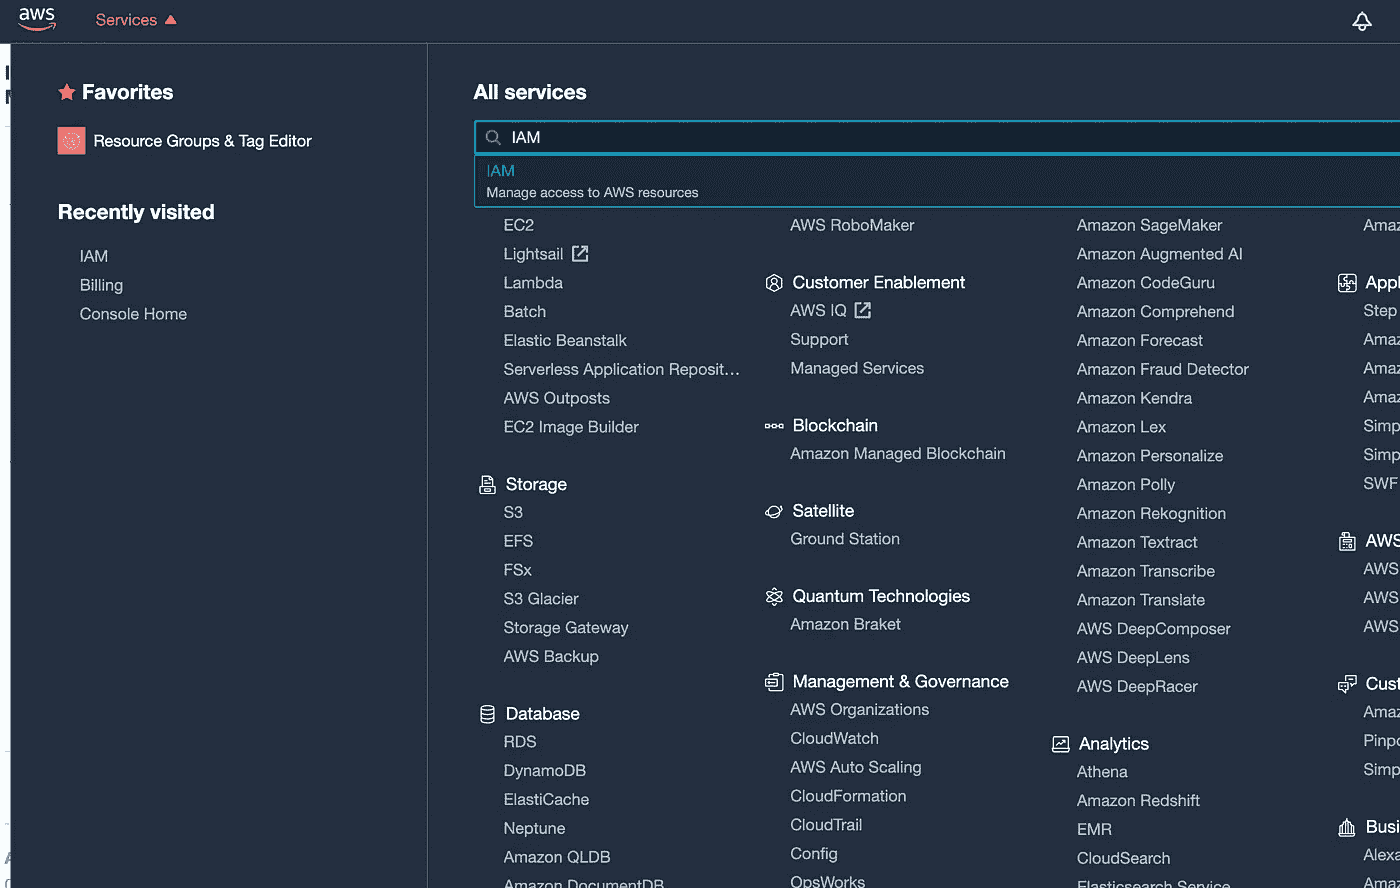 aws
Services
Favorites
Resource Groups & Tag Editor
Recently visited
IAM
Billing
Console Home
All services
IAM
IAM
Manage access to AWS resources
EC2
Lightsail
Lambda
Batch
Elastic Beanstalk
Serverless Application Reposit...
AWS Outposts
EC2 Image Builder
Storage
S3
EFS
FSx
S3 Glacier
Storage Gateway
AWS Backup
Database
RDS
DynamoDB
ElastiCache
Neptune
Amazon QLDB
Amazon DocumentDB
AWS RoboMaker
Customer Enablement
AWS IQ
Support
Managed Services
Blockchain
Amazon Managed Blockchain
Satellite
Ground Station
Quantum Technologies
Amazon Braket
Management & Governance
AWS Organizations
CloudWatch
AWS Auto Scaling
CloudFormation
CloudTrail
Config
OpsWorks
Amazon SageMaker
Amazon Augmented AI
Amazon CodeGuru
Amazon Comprehend
Amazon Forecast
Amazon Fraud Detector
Amazon Kendra
Amazon Lex
Amazon Personalize
Amazon Polly
Amazon Rekognition
Amazon Textract
Amazon Transcribe
Amazon Translate
AWS DeepComposer
AWS DeepLens
AWS DeepRacer
Analytics
Athena
Amazon Redshift
EMR
CloudSearch
Elasticsearch Service
Amaz
Appl
Step
Amaz
Amaz
Amaz
Simp
Simp
SWF
AWS
AWS
AWS
AWS
Cust
Amaz
Pinpo
Simp
Busi
Alexa
Amaz